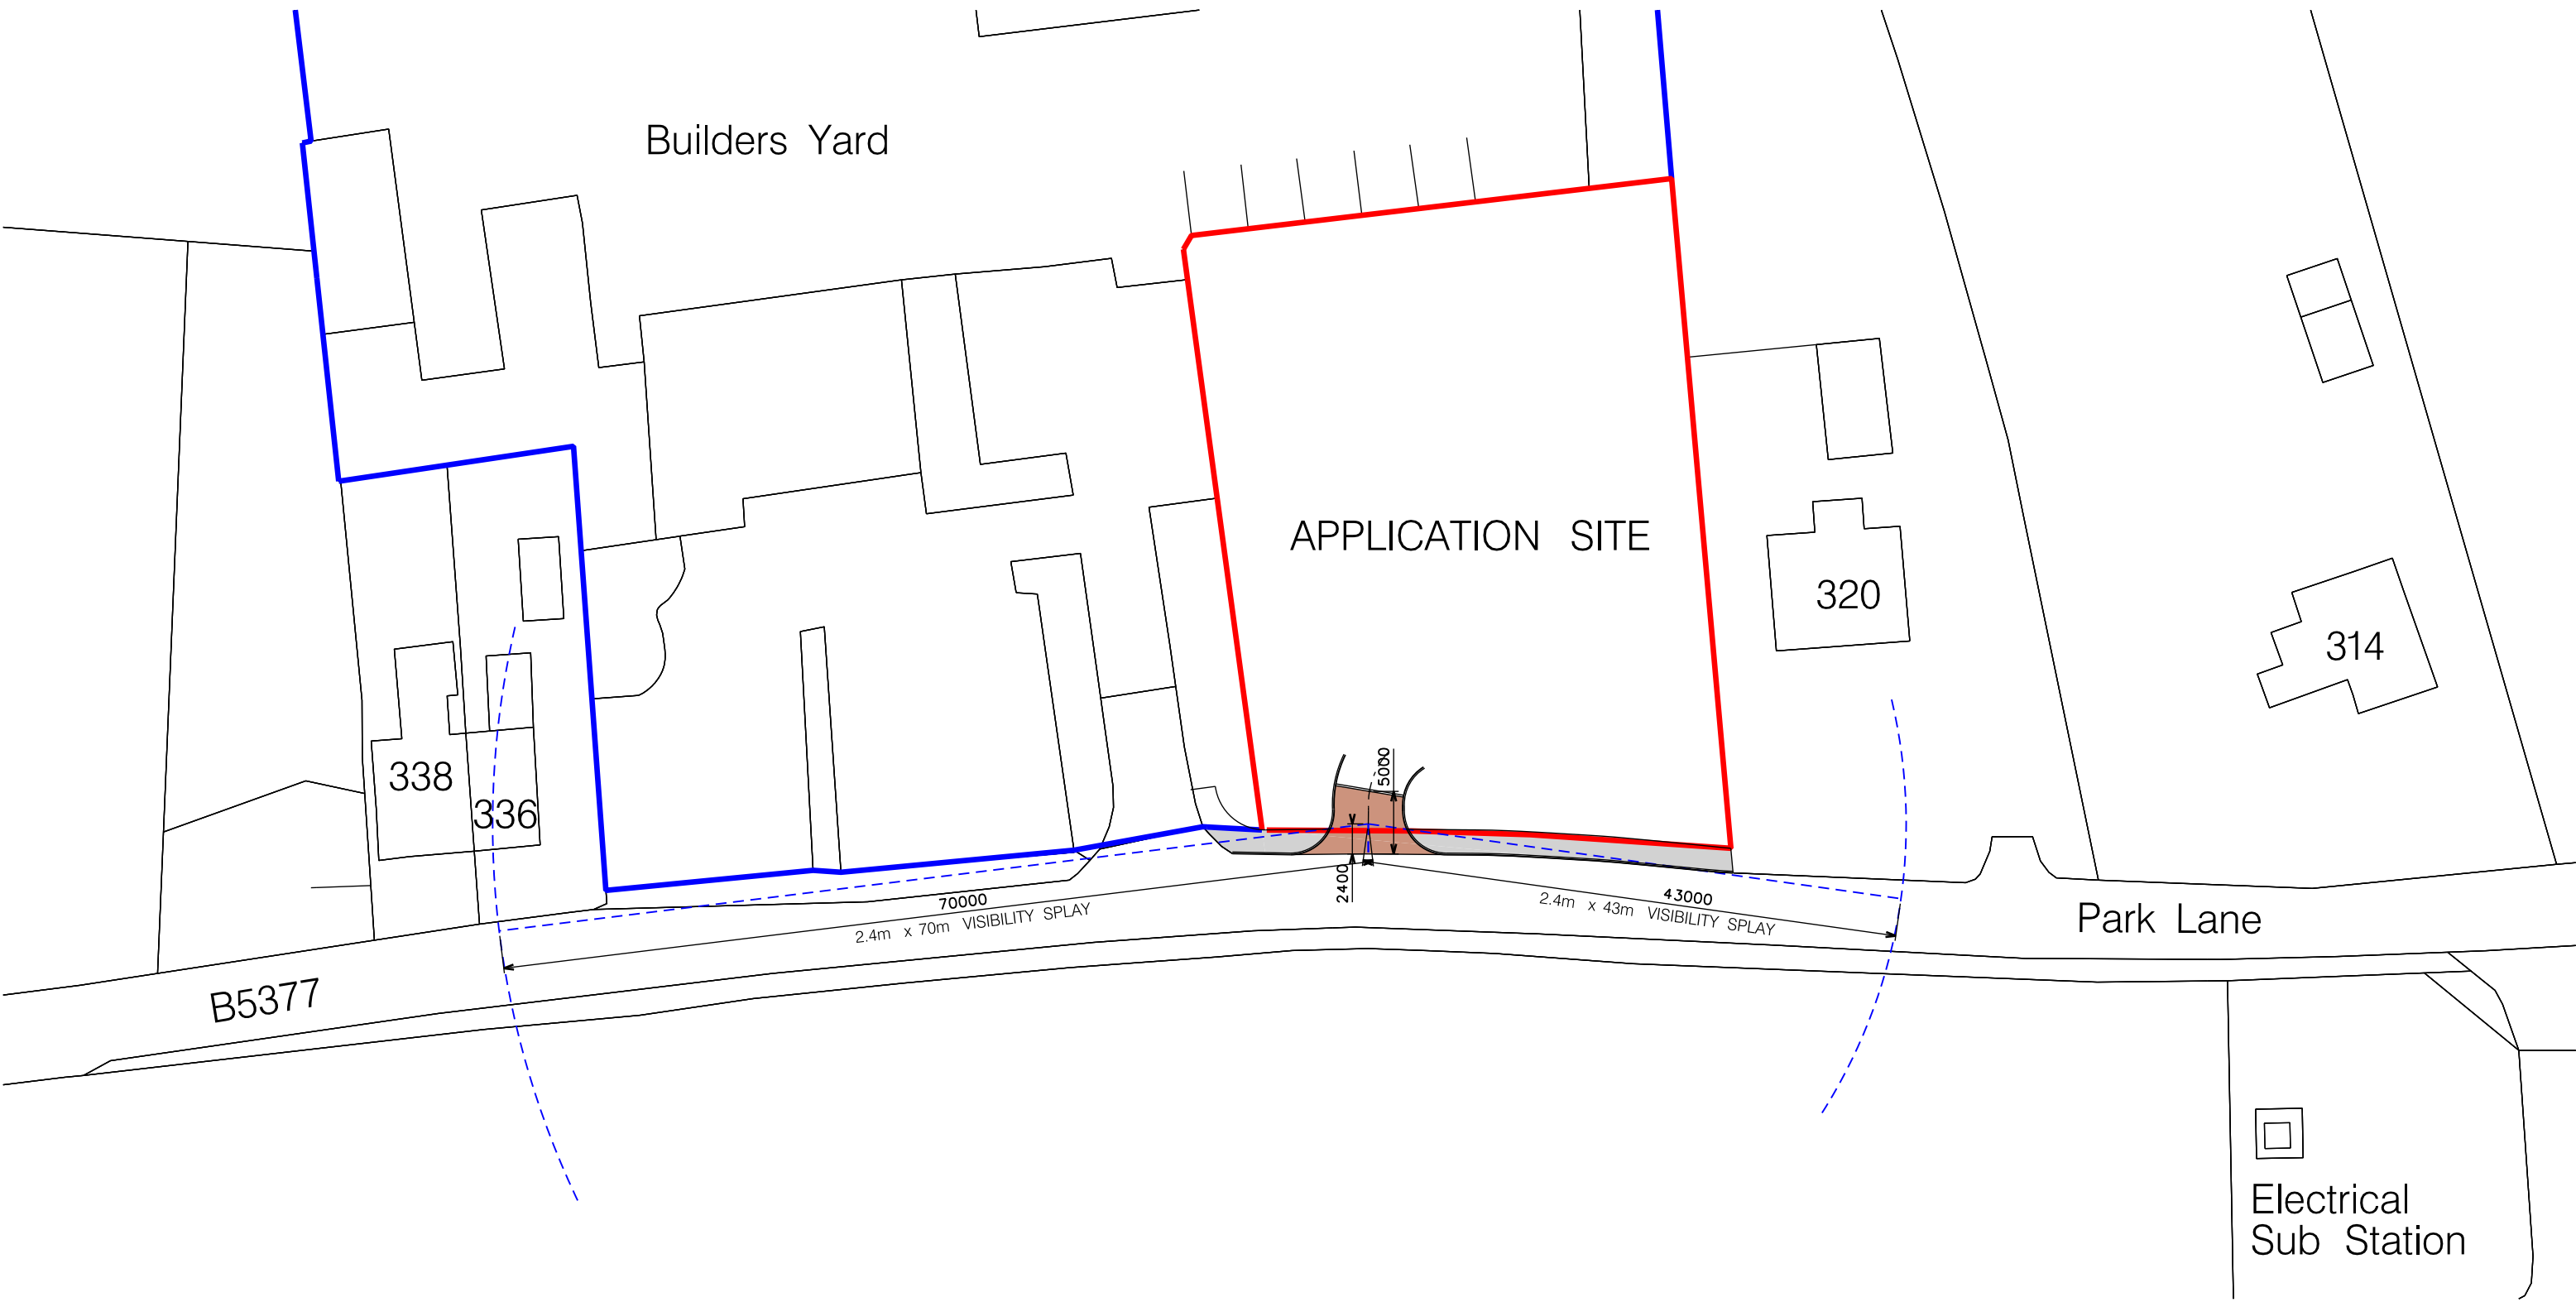 Builders Yard
APPLICATION SITE
320
314
338
336
5000
2400
70000
2.4m x 70m VISIBILITY SPLAY
43000
2.4m x 43m VISIBILITY SPLAY
Park Lane
B5377
Electrical
Sub Station